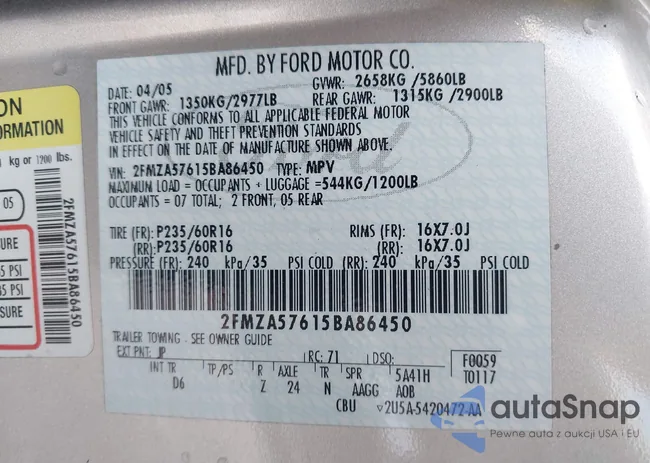 MFD. BY FORD MOTOR CO.
DATE: 04/05
GVWR: 2658KG /5860LB
FRONT GAWR: 1350KG/2977LB
REAR GAWR: 1315KG /2900LB
THIS VEHICLE CONFORMS TO ALL APPLICABLE FEDERAL MOTOR
VEHICLE SAFETY AND THEFT PREVENTION STANDARDS
IN EFFECT ON THE DATE OF MANUFACTURE SHOWN ABOVE.
VIN: 2FMZA57615BA86450 TYPE: MPV
MAXIMUM LOAD = OCCUPANTS + LUGGAGE =544KG/1200LB
OCCUPANTS: 07 TOTAL; 2 FRONT, 05 REAR
TIRE (FR): P235/60R16 RIMS (FR): 16X7.0J
(RR): P235/60R16 (RR): 16X7.0J
PRESSURE (FR): 240 kPa/35 PSI COLD (RR): 240 kPa/35 PSI COLD
2FMZA57615BA86450
TRAILER TOWING - SEE OWNER GUIDE
EXT PNT: JP RC: 71 DSO: F0059
INT TR TP/PS R AXLE TR SPR 5A41H T0117
D6 Z 24 N AAGG A0B
CBU 2U5A-5420472-AA
ON
FORMATION
kg or 1200 lbs.
05
2FMZA57615BA86450
URE
5 PSI
35 PSI
SSURE
Ford
autaSnap
Pewne auta z aukcji USA i EU